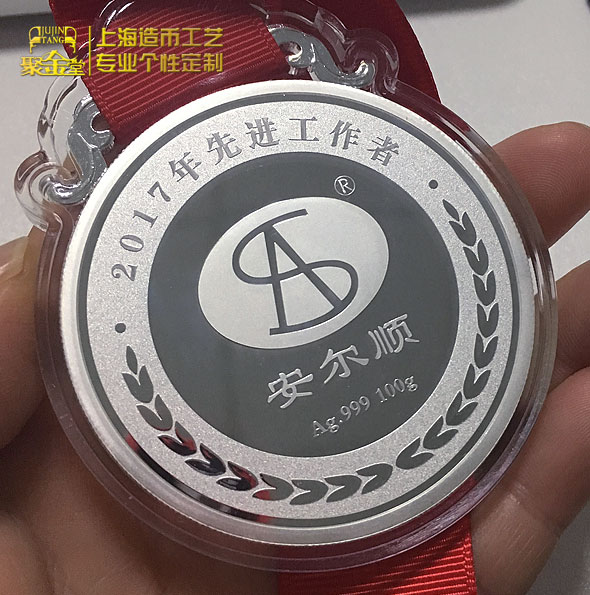 JUJIN
TANG
聚金堂
上海造币工艺
专业个性定制
·2017年先进工作者·
®
SA
安尔顺
Ag.999 100g